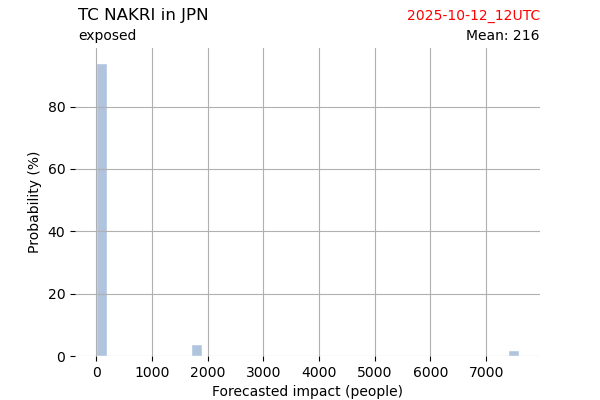 TC NAKRI in JPN
2025-10-12_12UTC
exposed
Mean: 216
Probability (%)
80
60
40
20
0
0 1000 2000 3000 4000 5000 6000 7000
Forecasted impact (people)